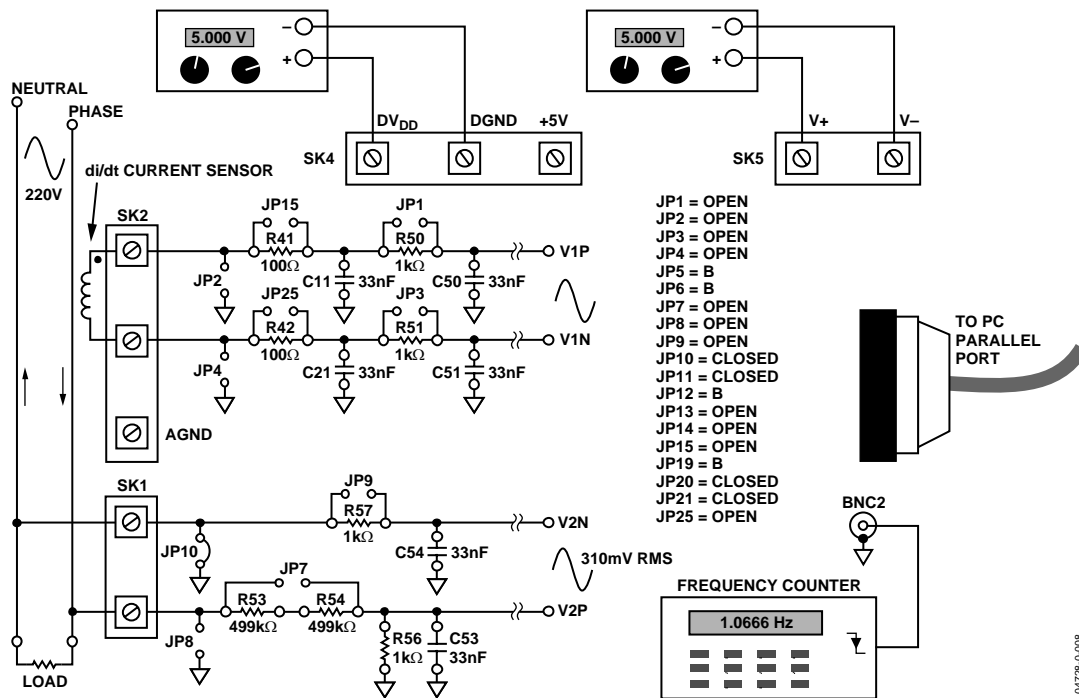 5.000 V
–
+
5.000 V
–
+
NEUTRAL
PHASE
220V
di/dt CURRENT SENSOR
DVDD
DGND
+5V
SK4
V+
V–
SK5
SK2
JP15
R41
100Ω
JP1
R50
1kΩ
V1P
JP2
C11
33nF
C50
33nF
JP25
R42
100Ω
JP3
R51
1kΩ
V1N
JP4
C21
33nF
C51
33nF
AGND
JP1 = OPEN
JP2 = OPEN
JP3 = OPEN
JP4 = OPEN
JP5 = B
JP6 = B
JP7 = OPEN
JP8 = OPEN
JP9 = OPEN
JP10 = CLOSED
JP11 = CLOSED
JP12 = B
JP13 = OPEN
JP14 = OPEN
JP15 = OPEN
JP19 = B
JP20 = CLOSED
JP21 = CLOSED
JP25 = OPEN
TO PC
PARALLEL
PORT
SK1
JP9
R57
1kΩ
V2N
JP10
C54
33nF
310mV RMS
JP7
R53
499kΩ
R54
499kΩ
V2P
JP8
R56
1kΩ
C53
33nF
LOAD
BNC2
FREQUENCY COUNTER
1.0666 Hz
04728-0-008